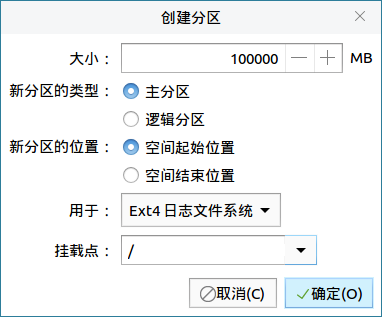 创建分区
大小： 100000 MB
新分区的类型： 主分区
逻辑分区
新分区的位置： 空间起始位置
空间结束位置
用于： Ext4 日志文件系统
挂载点： /
取消(C) 确定(O)